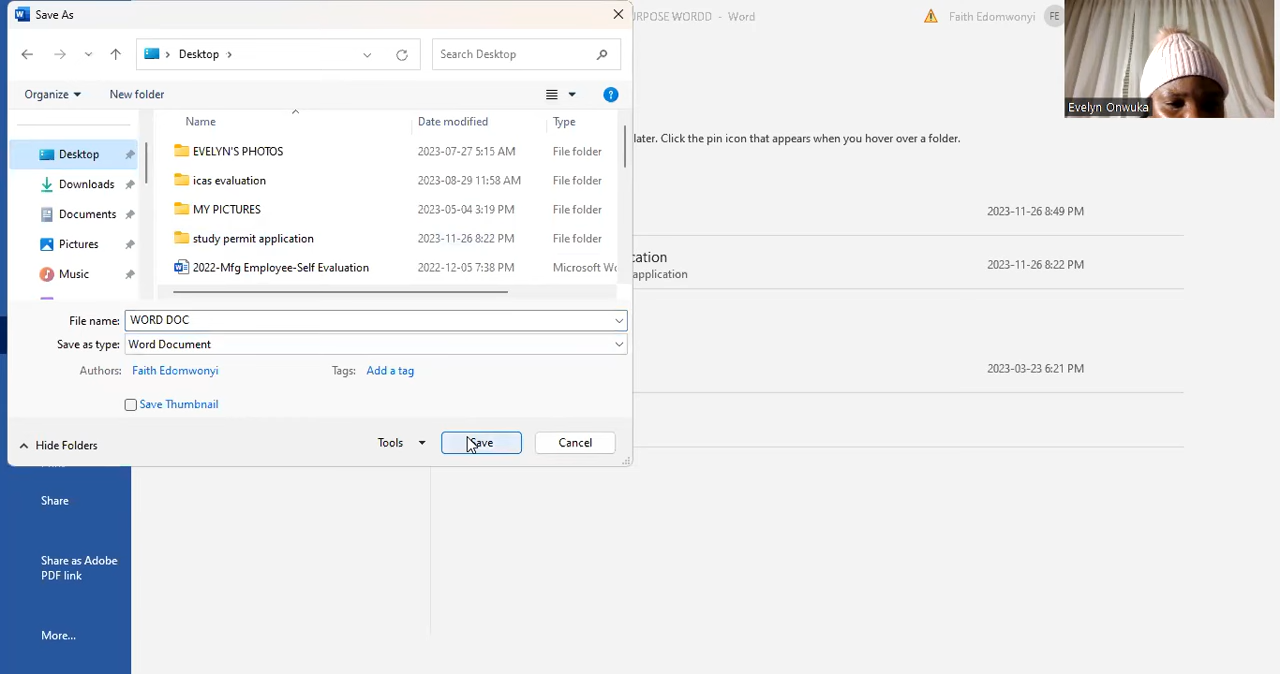 Save As
URPOSE WORDD - Word
Faith Edomwonyi
FE
Desktop
Search Desktop
Organize
New folder
Evelyn Onwuka
Name
Date modified
Type
later. Click the pin icon that appears when you hover over a folder.
Desktop
EVELYN'S PHOTOS
2023-07-27 5:15 AM
File folder
Downloads
icas evaluation
2023-08-29 11:58 AM
File folder
Documents
MY PICTURES
2023-05-04 3:19 PM
File folder
2023-11-26 8:49 PM
Pictures
study permit application
2023-11-26 8:22 PM
File folder
Music
2022-Mfg Employee-Self Evaluation
2022-12-05 7:38 PM
Microsoft Wo
cation
application
2023-11-26 8:22 PM
File name:
WORD DOC
Save as type:
Word Document
Authors:
Faith Edomwonyi
Tags:
Add a tag
2023-03-23 6:21 PM
Save Thumbnail
Hide Folders
Tools
Save
Cancel
Share
Share as Adobe
PDF link
More...